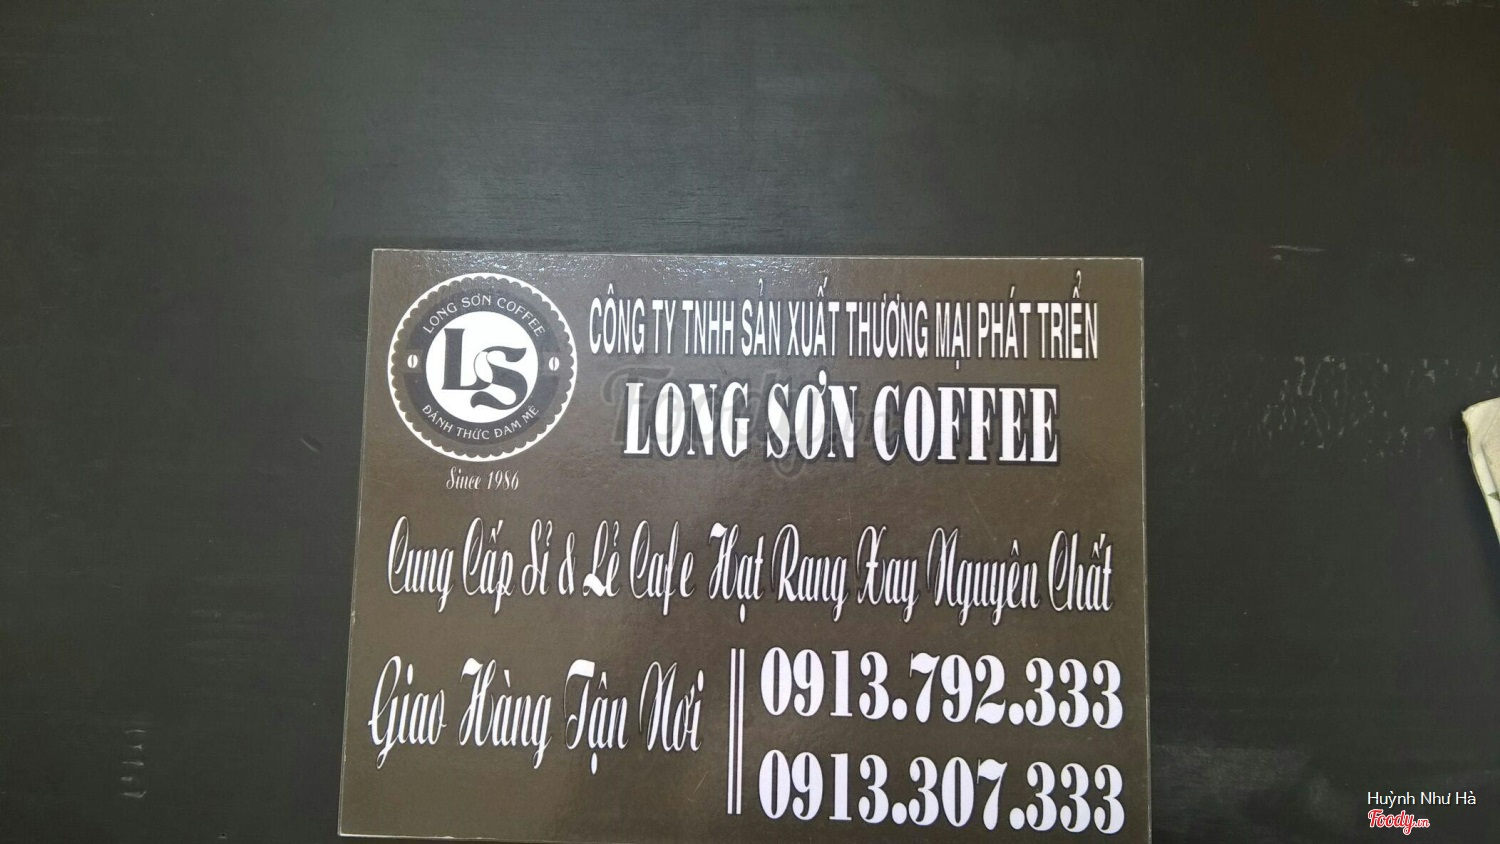 LONG SƠN COFFEE
LS
ĐÁNH THỨC ĐAM MÊ
Since 1986
CÔNG TY TNHH SẢN XUẤT THƯƠNG MẠI PHÁT TRIỂN
LONG SƠN COFFEE
Cung Cấp Sỉ & Lẻ Cafe Hạt Rang Xay Nguyên Chất
Giao Hàng Tận Nơi
0913.792.333
0913.307.333
Foody.vn
Huỳnh Như Hà
Foody.vn